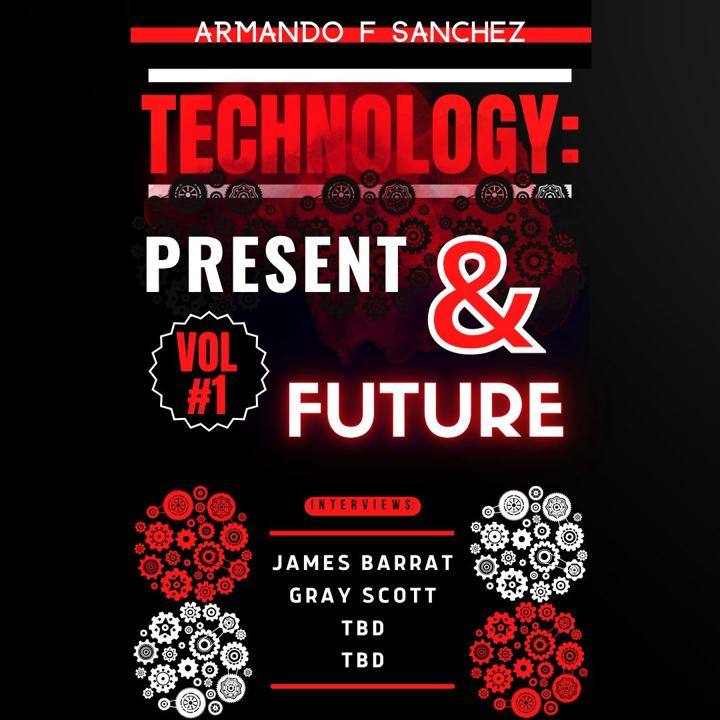 ARMANDO F SANCHEZ
TECHNOLOGY:
PRESENT &
VOL
#1
FUTURE
INTERVIEWS:
JAMES BARRAT
GRAY SCOTT
TBD
TBD